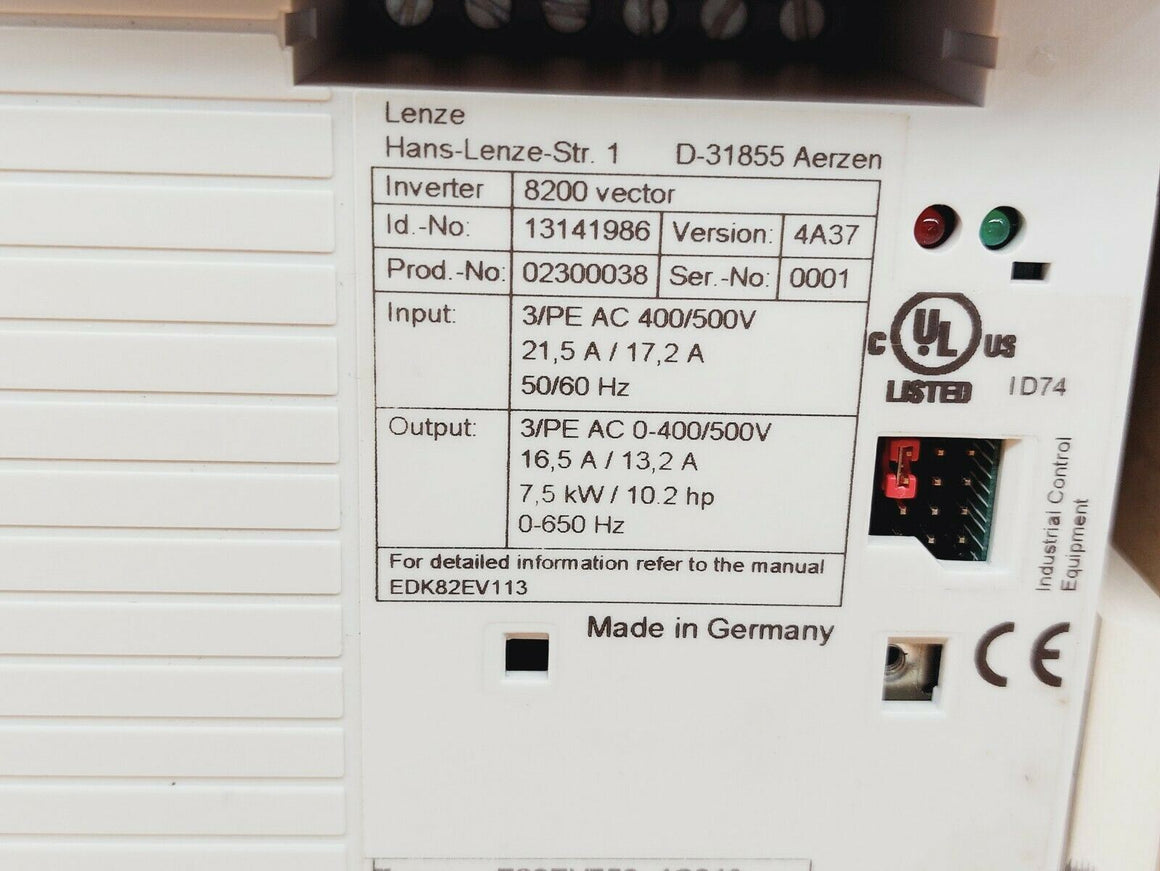 Lenze
Hans-Lenze-Str. 1 D-31855 Aerzen
Inverter 8200 vector
Id.-No: 13141986 Version: 4A37
Prod.-No: 02300038 Ser.-No: 0001
Input: 3/PE AC 400/500V
21,5 A / 17,2 A
50/60 Hz
Output: 3/PE AC 0-400/500V
16,5 A / 13,2 A
7,5 kW / 10.2 hp
0-650 Hz
For detailed information refer to the manual
EDK82EV113
Made in Germany
C UL US
LISTED ID74
Industrial Control
Equipment
CE